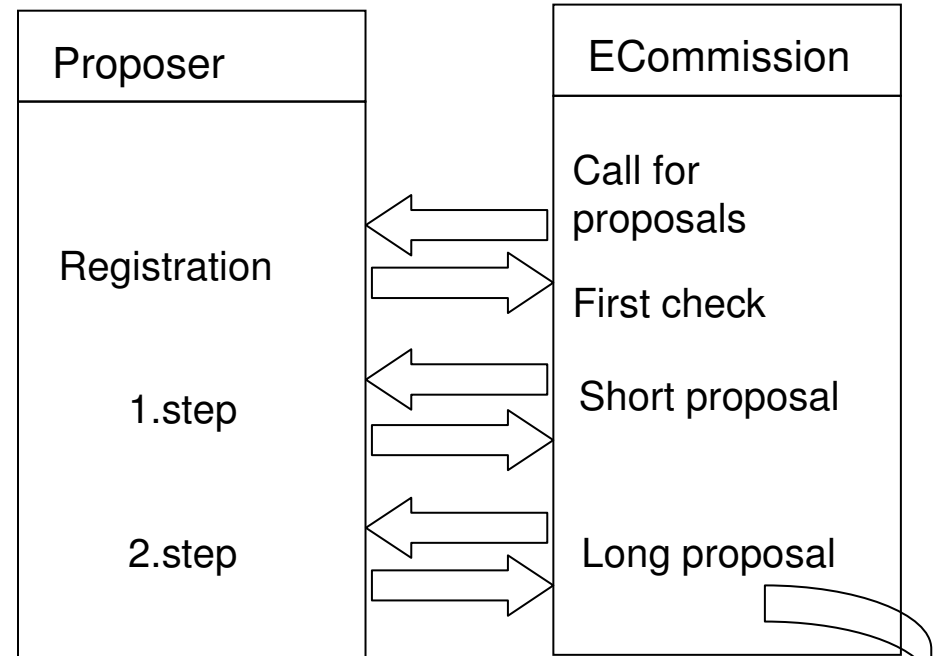 Proposer
ECommission
Call for
proposals
Registration
First check
1.step
Short proposal
2.step
Long proposal